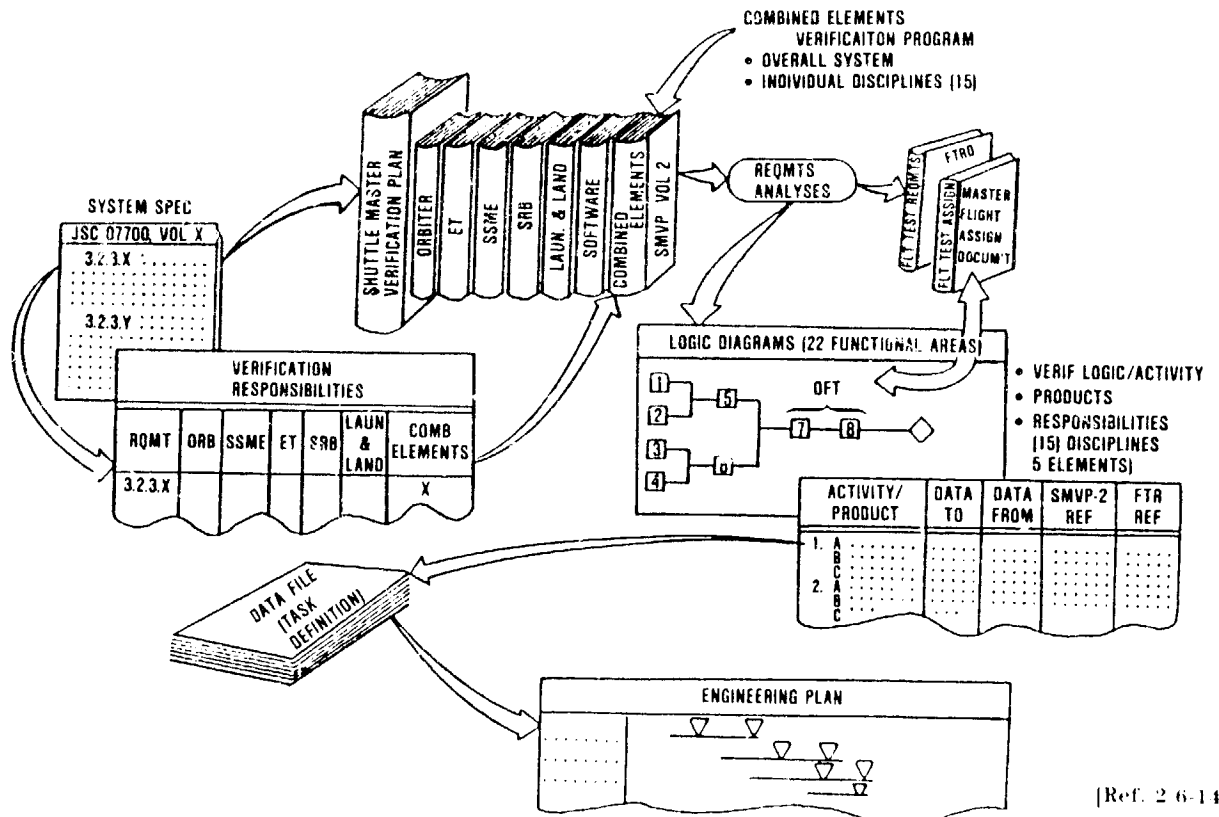 COMBINED ELEMENTS
VERIFICAITON PROGRAM
• OVERALL SYSTEM
• INDIVIDUAL DISCIPLINES (15)
SHUTTLE MASTER
VERIFICATION PLAN
ORBITER
ET
SSME
SRB
LAUN. & LAND
SOFTWARE
COMBINED
ELEMENTS
SMVP VOL 2
REQMTS
ANALYSES
FLT TEST REQMTS
FTRD
FLT TEST ASSIGN
MASTER
FLIGHT
ASSIGN
DOCUM'T
SYSTEM SPEC
JSC 07700, VOL X
3.2.3.X
3.2.3.Y
VERIFICATION
RESPONSIBILITIES
RQMT ORB SSME ET SRB LAUN & LAND COMB ELEMENTS
3.2.3.X X
LOGIC DIAGRAMS (22 FUNCTIONAL AREAS)
1
2
3
4
5
6
OFT
7 8
• VERIF LOGIC/ACTIVITY
• PRODUCTS
• RESPONSIBILITIES
(15) DISCIPLINES
5 ELEMENTS)
ACTIVITY/PRODUCT DATA TO DATA FROM SMVP-2 REF FTR REF
1. A
B
C
2. A
B
C
DATA FILE
(TASK
DEFINITION)
ENGINEERING PLAN
[Ref. 2 6-14